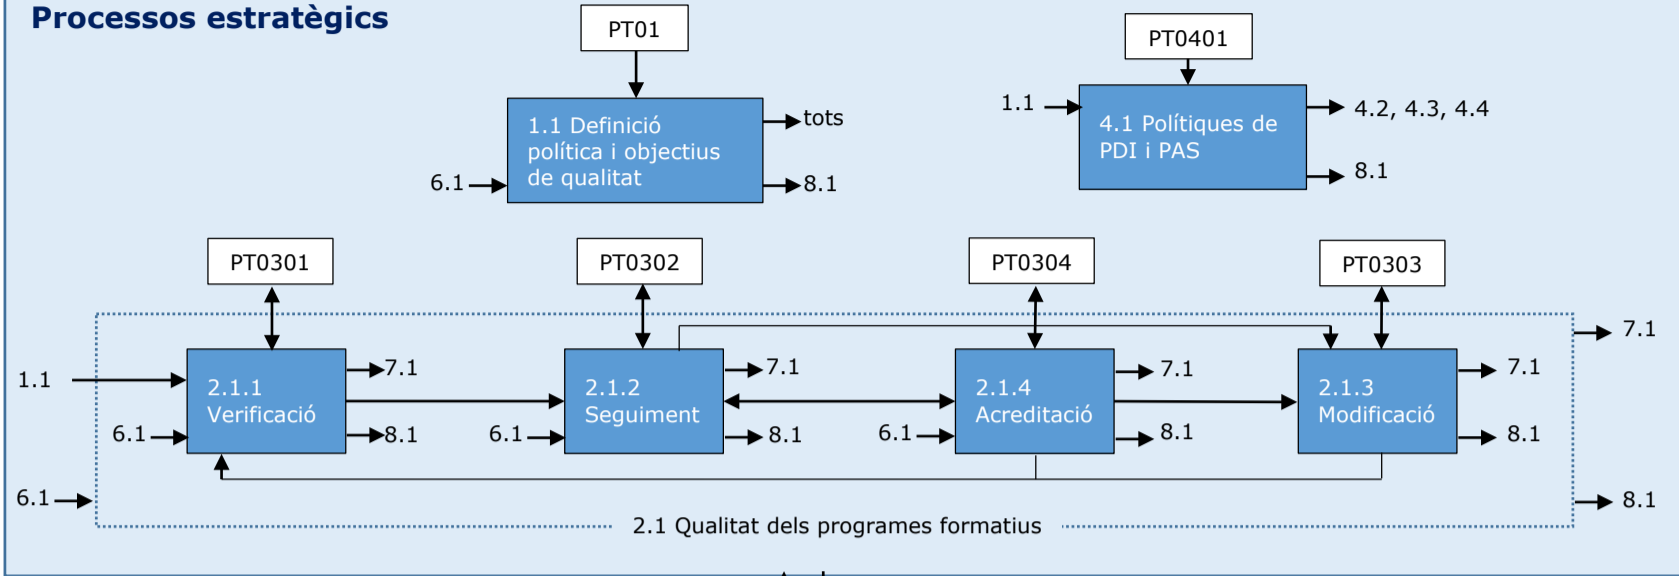 Processos estratègics
PT01
PT0401
1.1 Definició
política i objectius
de qualitat
6.1
tots
8.1
1.1
4.1 Polítiques de
PDI i PAS
4.2, 4.3, 4.4
8.1
PT0301
PT0302
PT0304
PT0303
1.1
6.1
2.1.1
Verificació
7.1
8.1
6.1
2.1.2
Seguiment
7.1
8.1
6.1
2.1.4
Acreditació
7.1
8.1
2.1.3
Modificació
7.1
8.1
7.1
6.1
8.1
2.1 Qualitat dels programes formatius